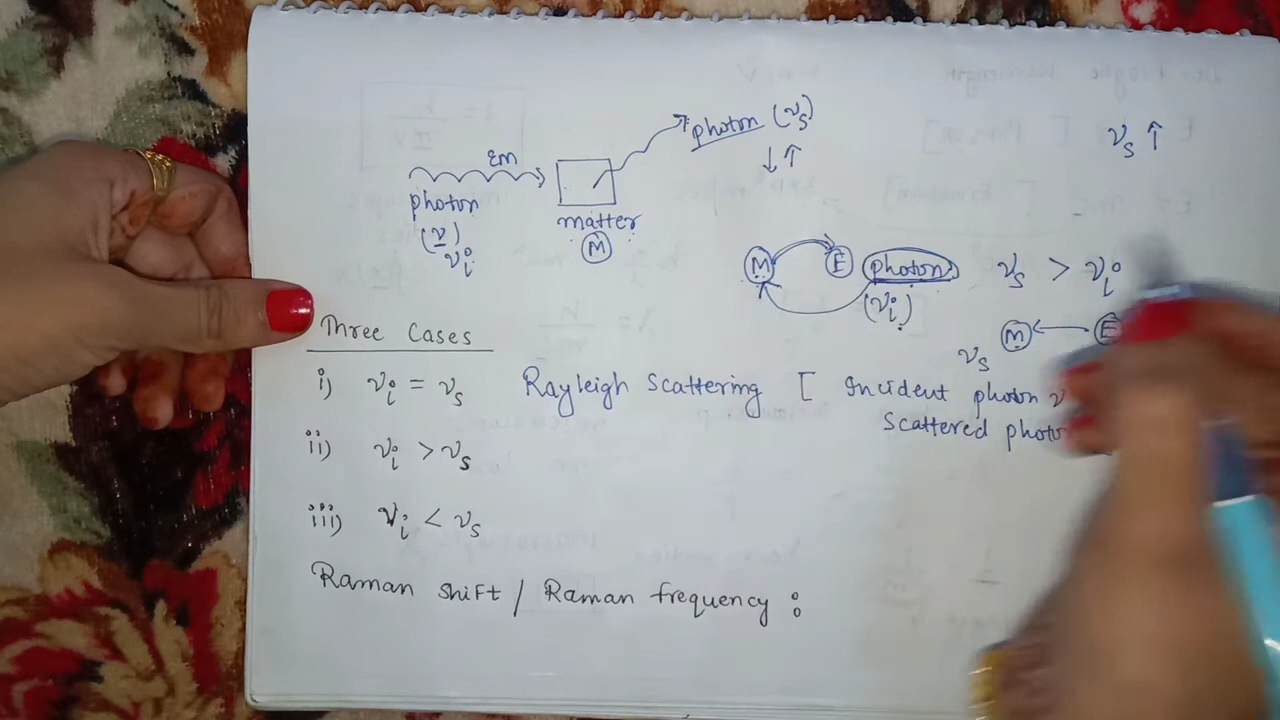 photon (νs)
↓↑
νs ↑
εm
photon
(ν)
νi
matter
(M)
M E photon νs > νi
(νi)
M ← E
νs
Three Cases
i) νi = νs Rayleigh Scattering [ Incident photon ν
Scattered photo
ii) νi > νs
iii) νi < νs
Raman shift / Raman frequency :